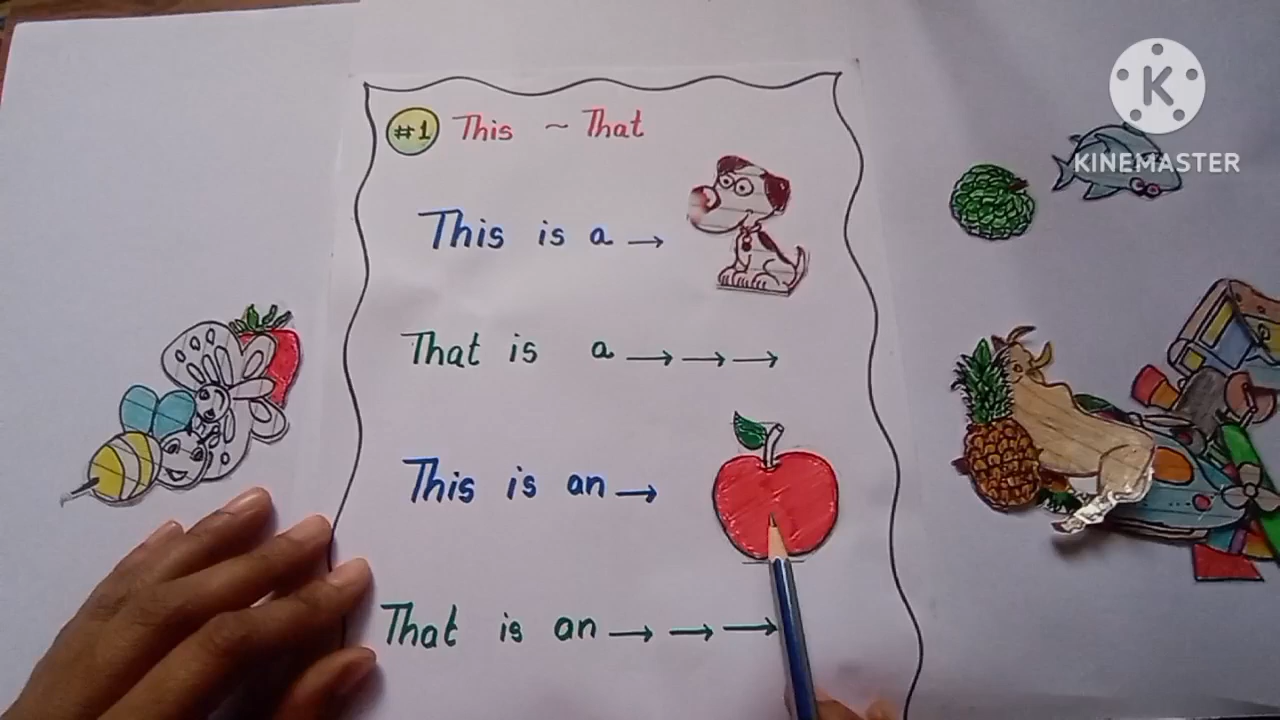 #1 This ~ That
This is a →
That is a → → →
This is an →
That is an → → →
K
KINEMASTER